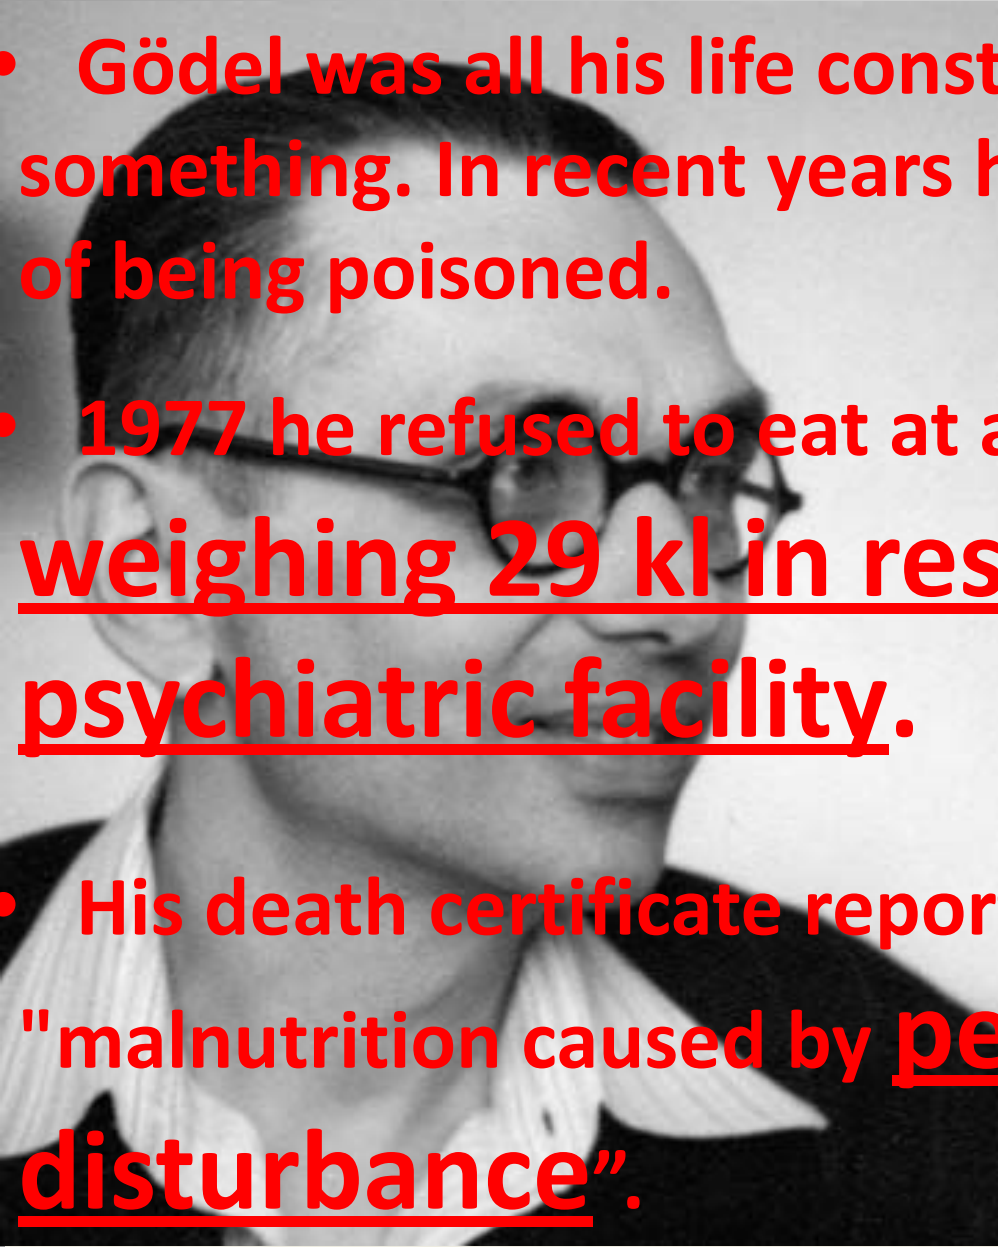 • Gödel was all his life const
something. In recent years h
of being poisoned.
• 1977 he refused to eat at a
weighing 29 kl in res
psychiatric facility.
• His death certificate repor
"malnutrition caused by pe
disturbance”.